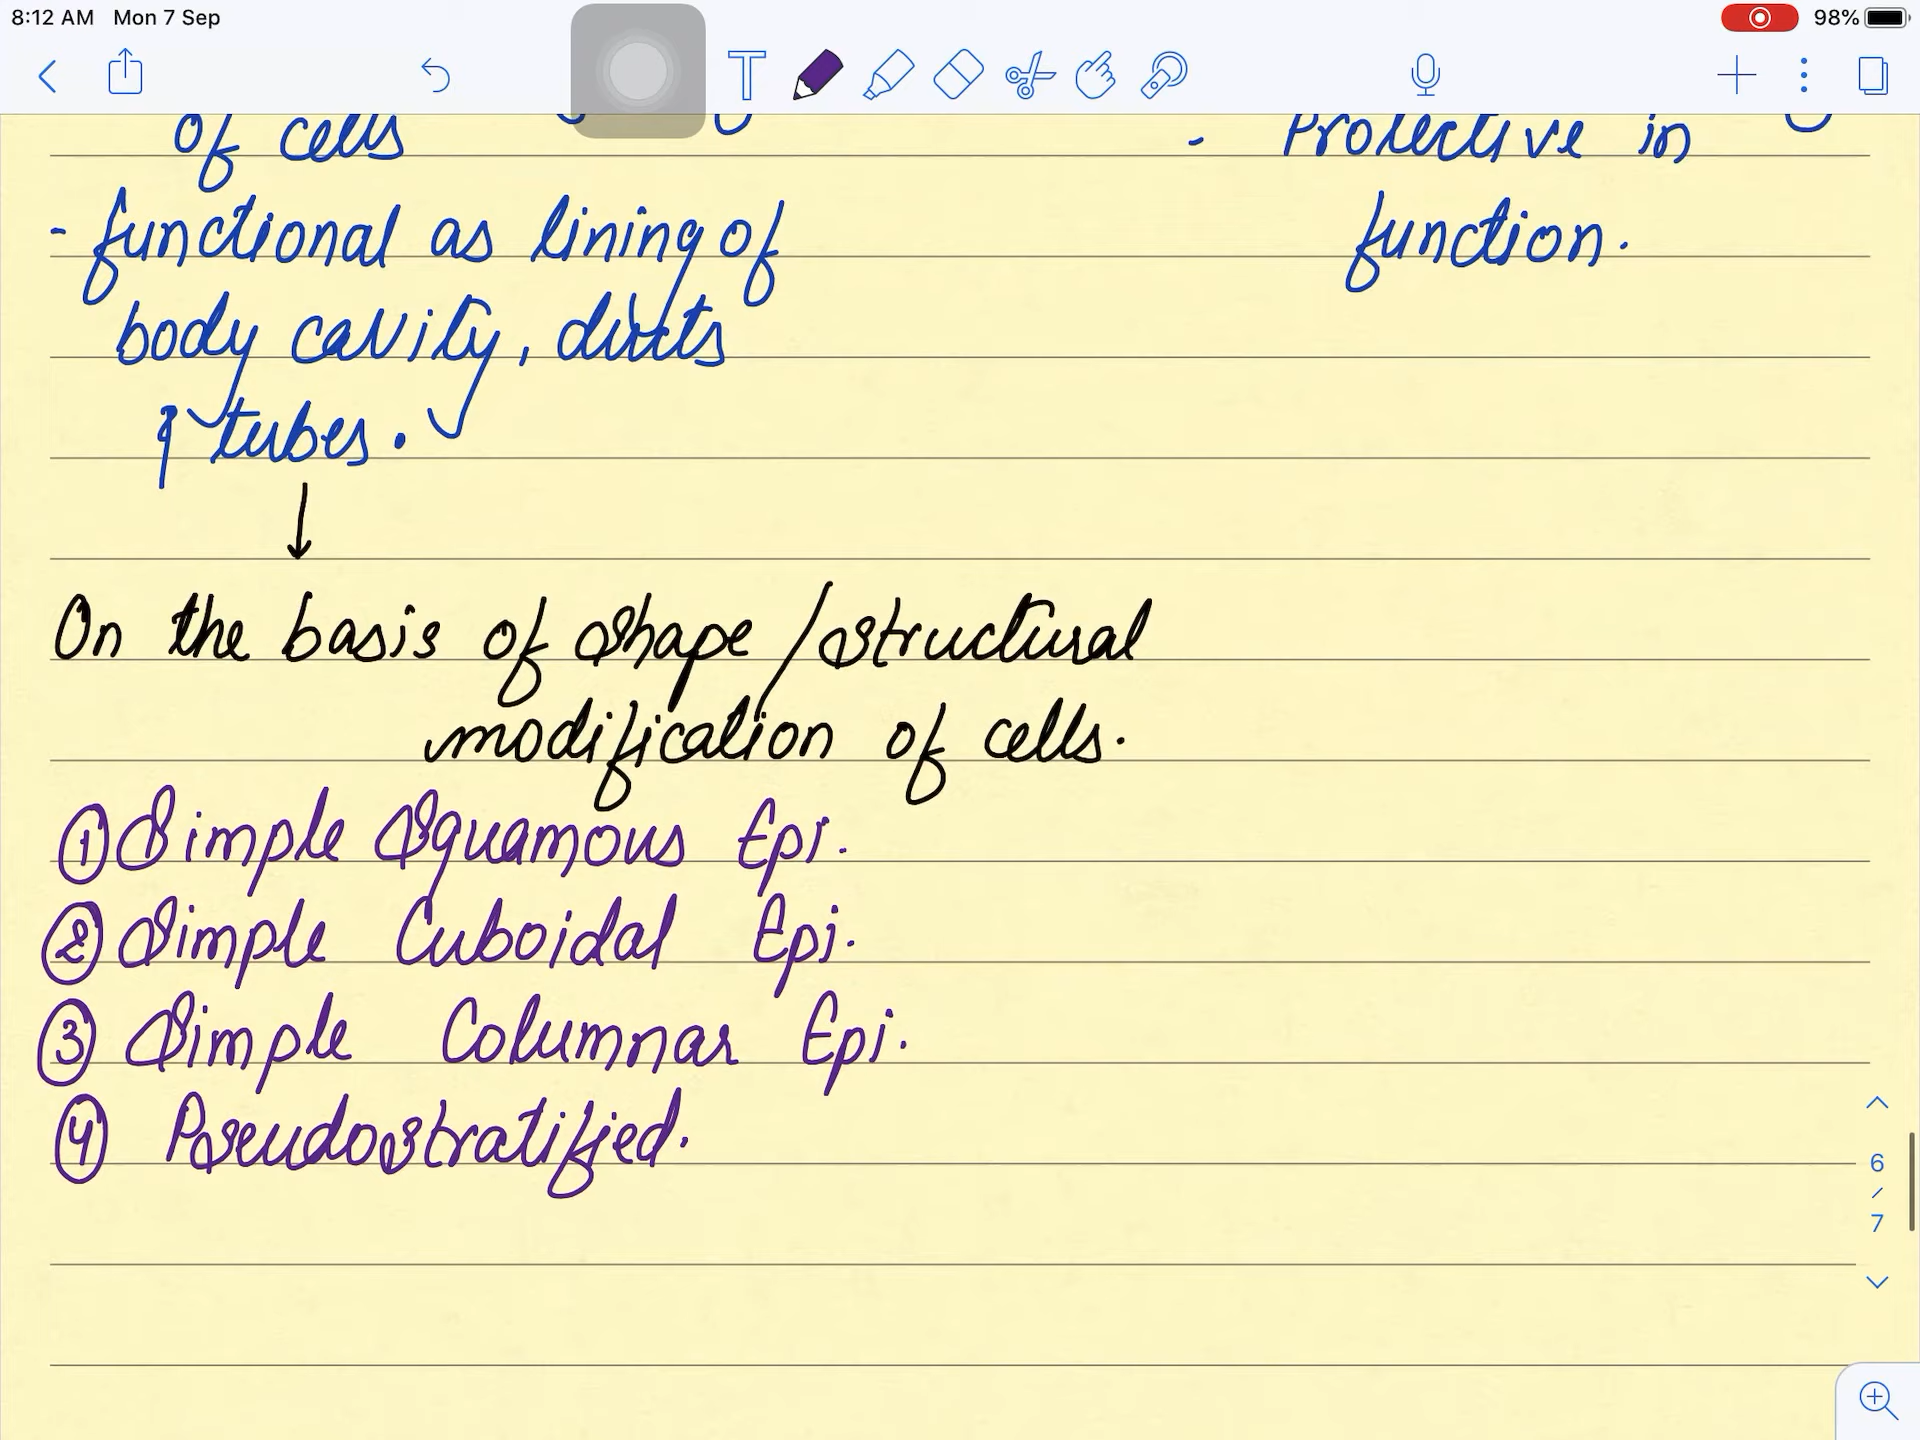 8:12 AM Mon 7 Sep
98%
T
of cells
- Protective in
- functional as lining of
function.
body cavity, ducts
& tubes.
On the basis of shape / structural
modification of cells.
① Simple Squamous Epi.
② Simple Cuboidal Epi.
③ Simple Columnar Epi.
④ Pseudostratified.
6
/
7